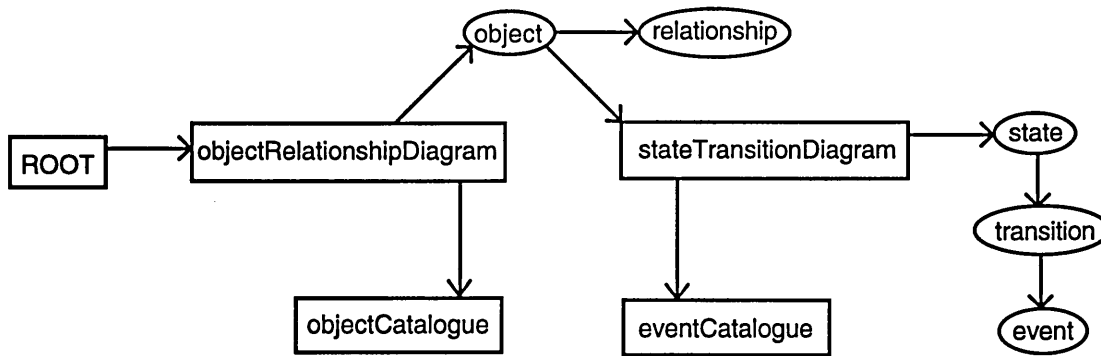 object
relationship
ROOT
objectRelationshipDiagram
stateTransitionDiagram
state
transition
objectCatalogue
eventCatalogue
event